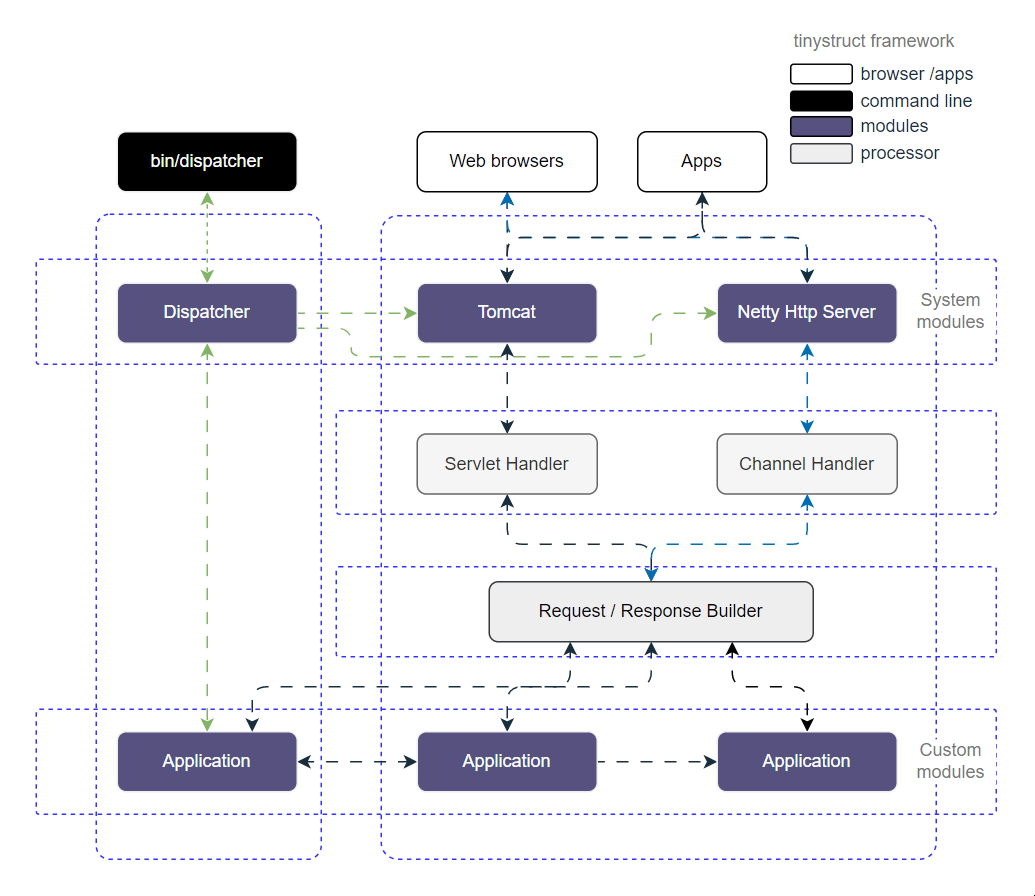 tinystruct framework
browser /apps
command line
modules
processor
bin/dispatcher
Web browsers
Apps
Dispatcher
Tomcat
Netty Http Server
System
modules
Servlet Handler
Channel Handler
Request / Response Builder
Application
Application
Application
Custom
modules